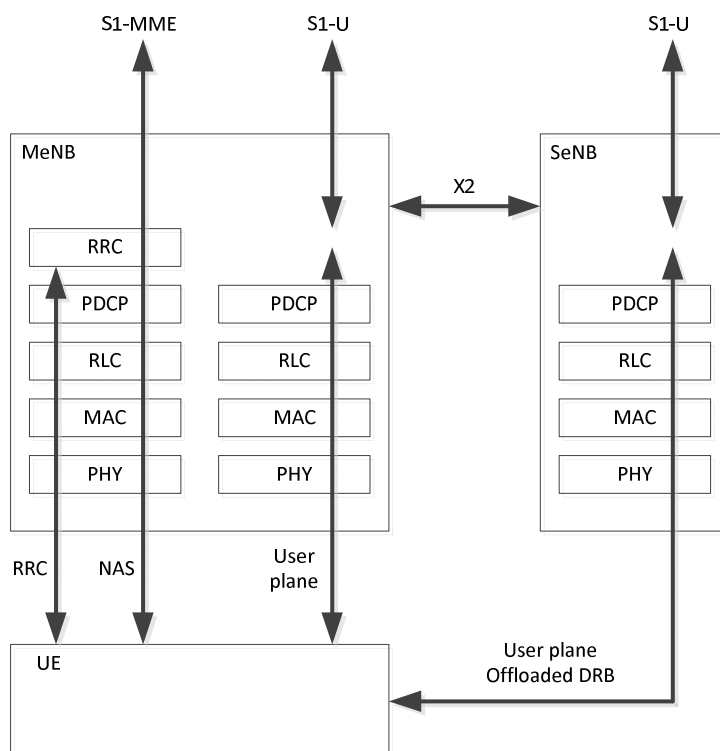 S1-MME
S1-U
S1-U
MeNB
SeNB
X2
RRC
PDCP
PDCP
PDCP
RLC
RLC
RLC
MAC
MAC
MAC
PHY
PHY
PHY
RRC
NAS
User
plane
UE
User plane
Offloaded DRB